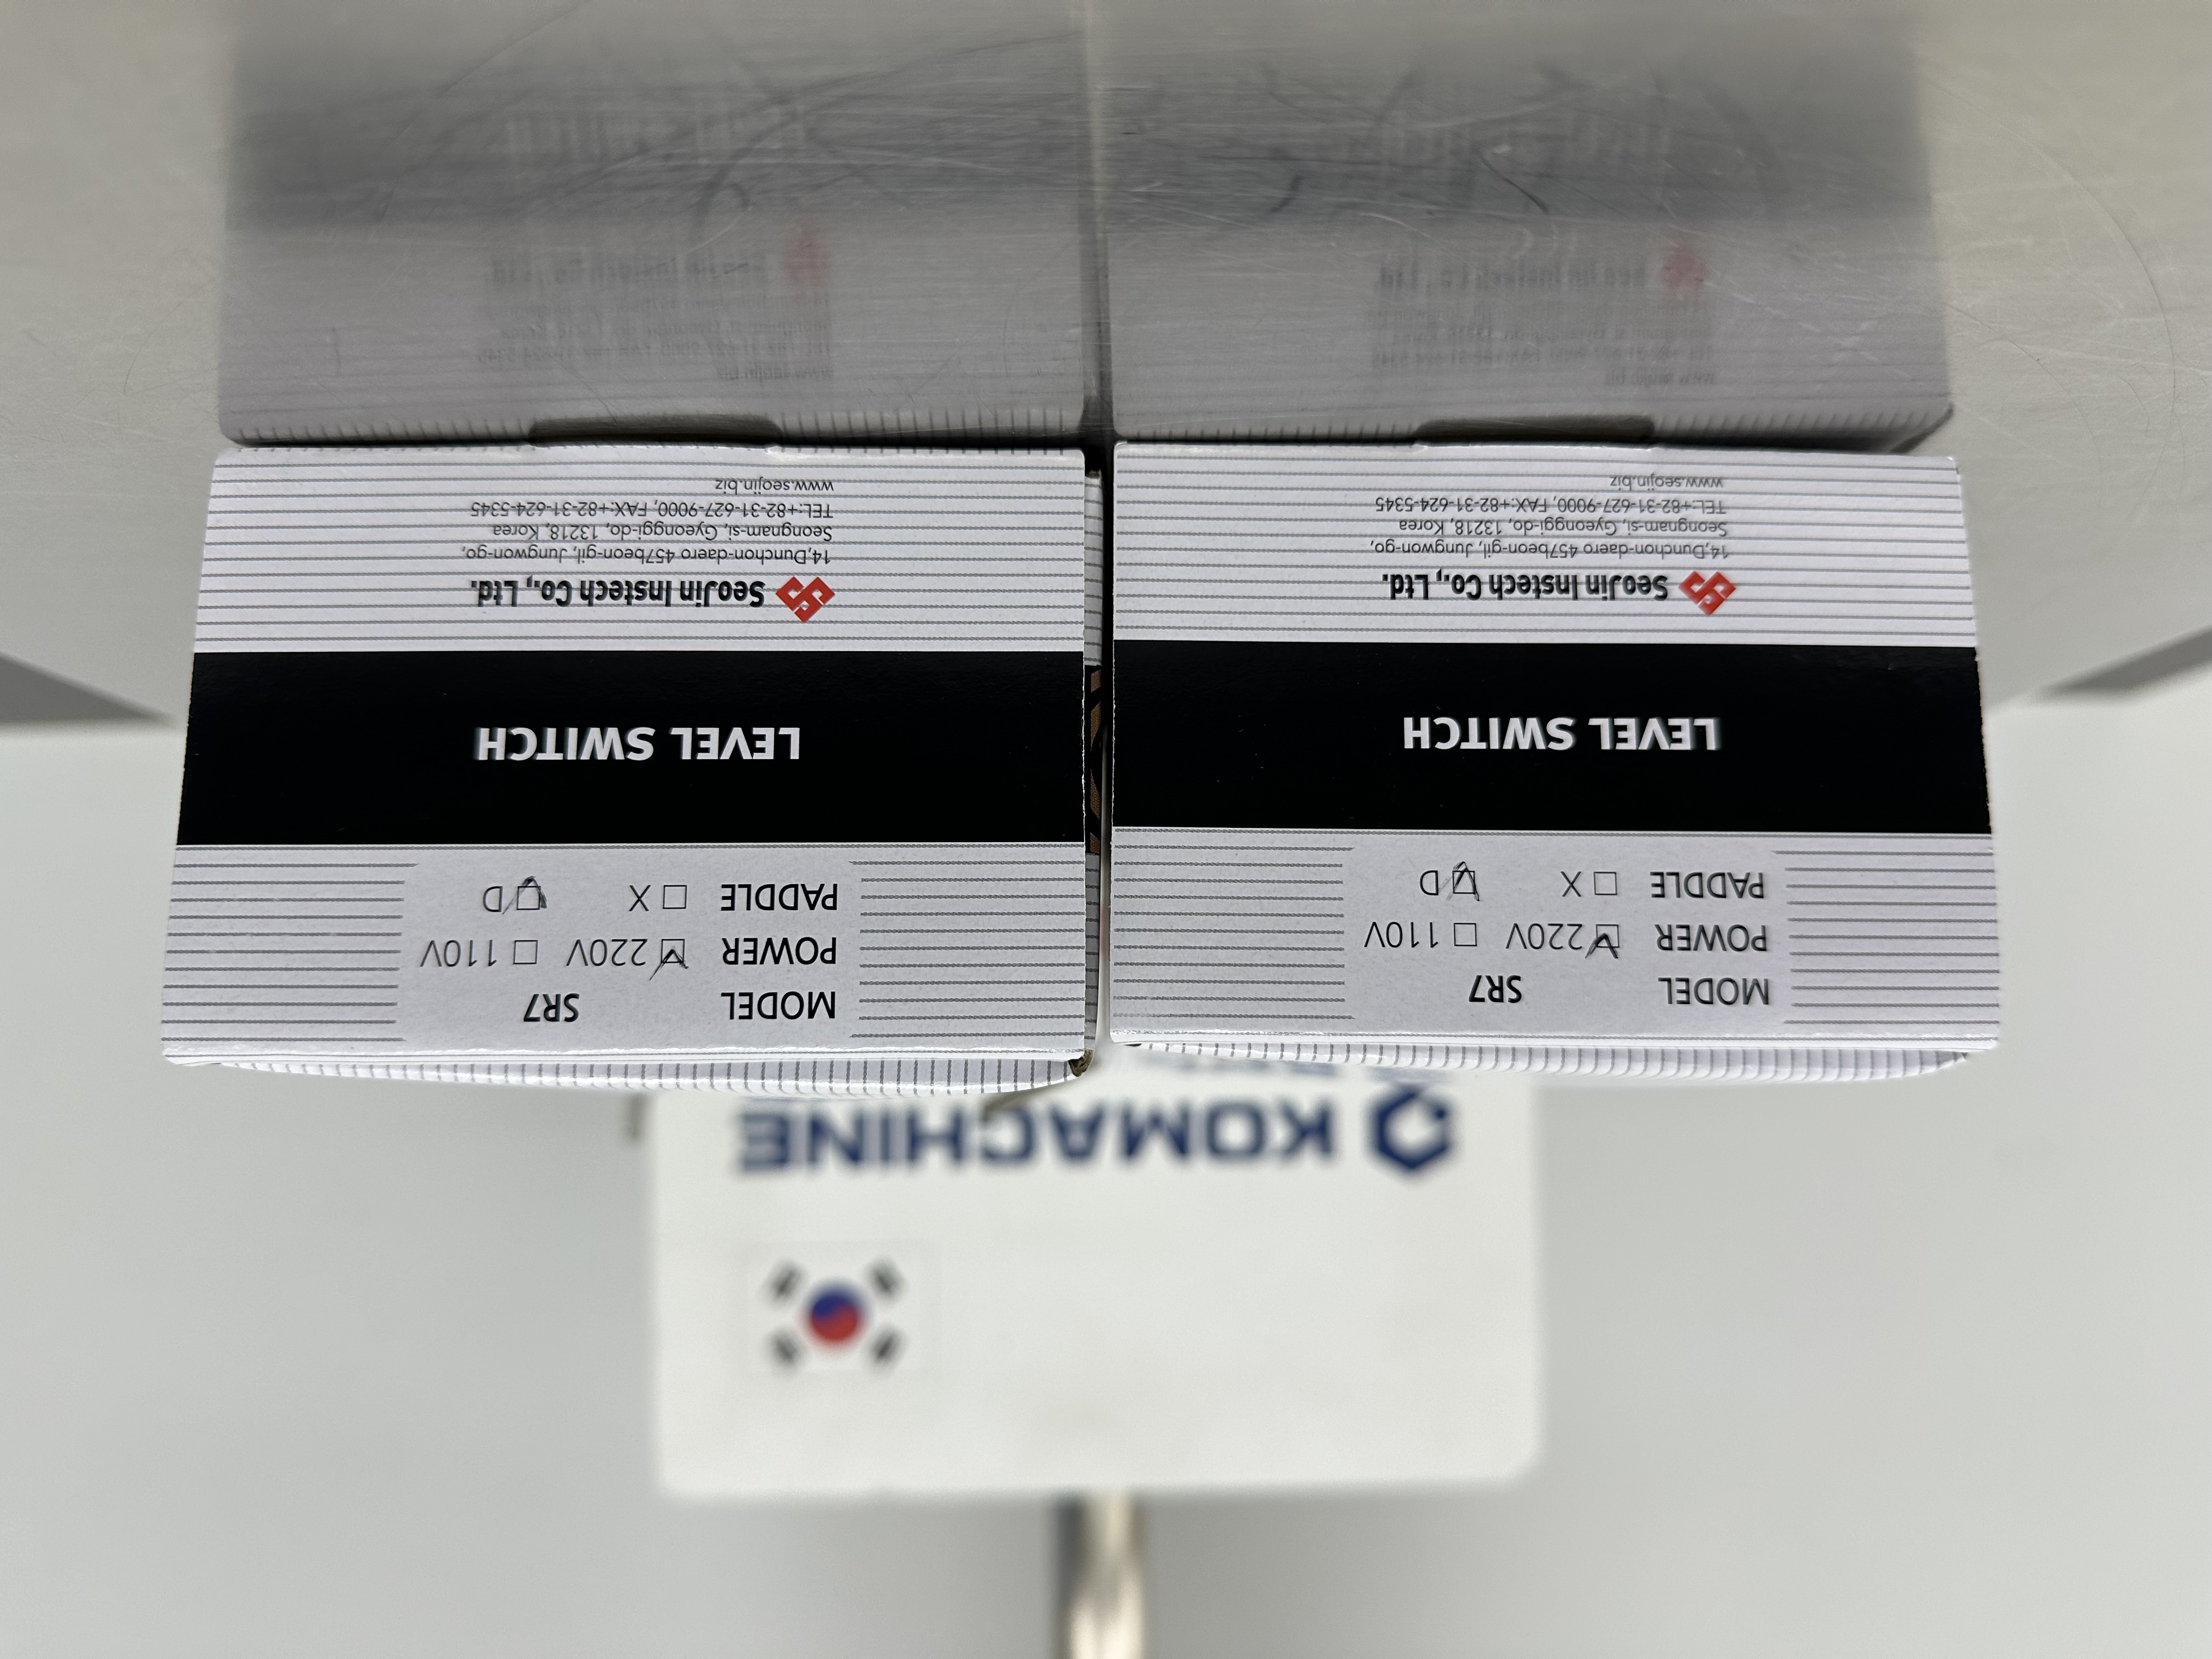 KOMACHINE
MODEL SR7
POWER ☑ 220V ☐ 110V
PADDLE ☐ X ☑ D
LEVEL SWITCH
SeoJin Instech Co., Ltd.
14,Dunchon-daero 457beon-gil, Jungwon-go,
Seongnam-si, Gyeonggi-do, 13218, Korea
TEL:+82-31-627-9000, FAX:+82-31-624-5345
www.seojin.biz
MODEL SR7
POWER ☑ 220V ☐ 110V
PADDLE ☐ X ☑ D
LEVEL SWITCH
SeoJin Instech Co., Ltd.
14,Dunchon-daero 457beon-gil, Jungwon-go,
Seongnam-si, Gyeonggi-do, 13218, Korea
TEL:+82-31-627-9000, FAX:+82-31-624-5345
www.seojin.biz